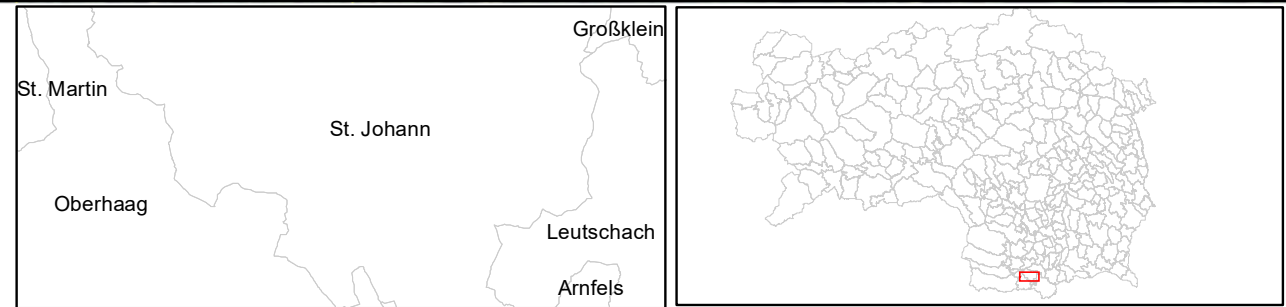 Großklein
St. Martin
St. Johann
Oberhaag
Leutschach
Arnfels